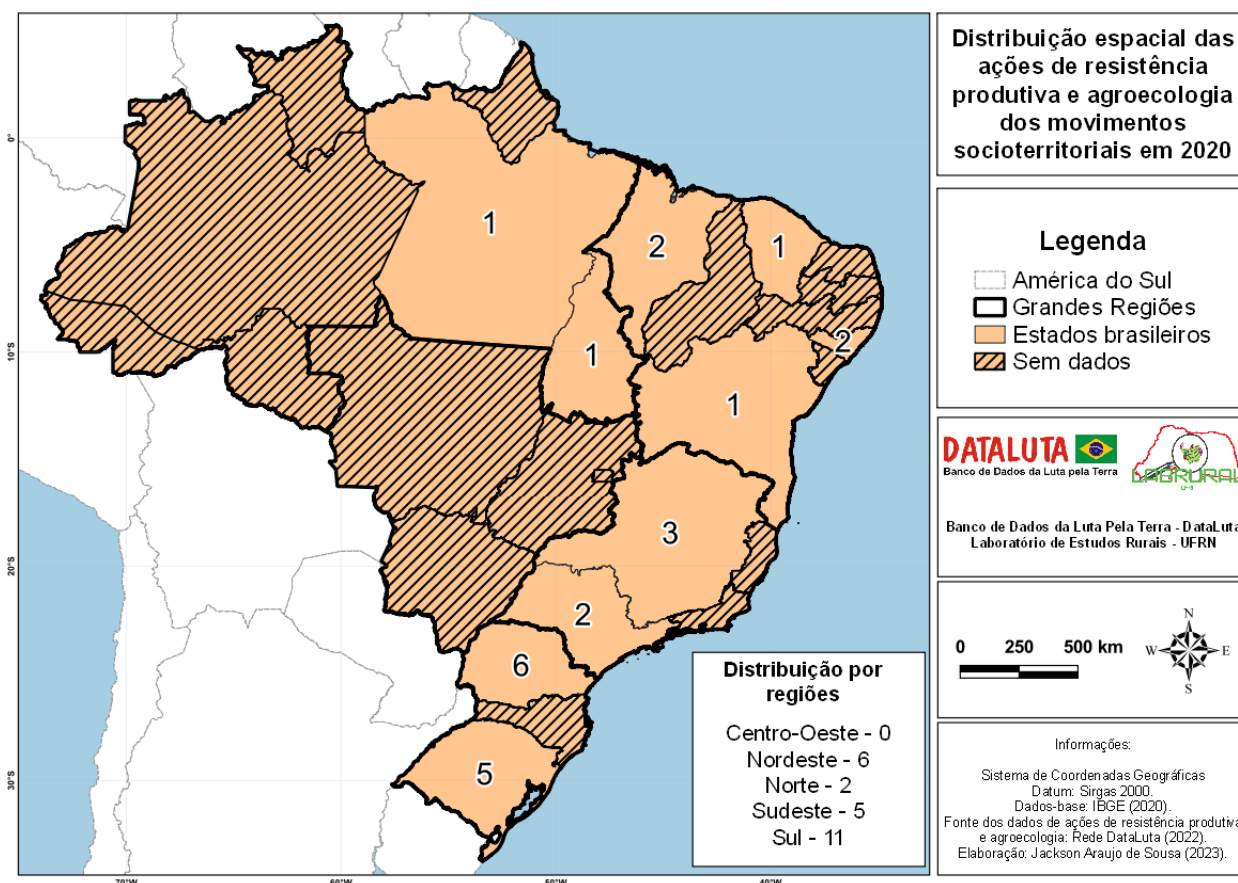 Distribuição espacial das
ações de resistência
produtiva e agroecologia
dos movimentos
socioterritoriais em 2020
Legenda
América do Sul
Grandes Regiões
Estados brasileiros
Sem dados
DATALUTA
Banco de Dados da Luta pela Terra
LABRURAL
Banco de Dados da Luta Pela Terra - DataLuta
Laboratório de Estudos Rurais - UFRN
0 250 500 km
N
W E
S
Informações:
Sistema de Coordenadas Geográficas
Datum: Sirgas 2000.
Dados-base: IBGE (2020).
Fonte dos dados de ações de resistência produtiva
e agroecologia: Rede DataLuta (2022).
Elaboração: Jackson Araujo de Sousa (2023).
0°
10°S
20°S
30°S
70°W 60°W 50°W 40°W
1
2
1
2
1
1
3
2
6
5
Distribuição por
regiões
Centro-Oeste - 0
Nordeste - 6
Norte - 2
Sudeste - 5
Sul - 11